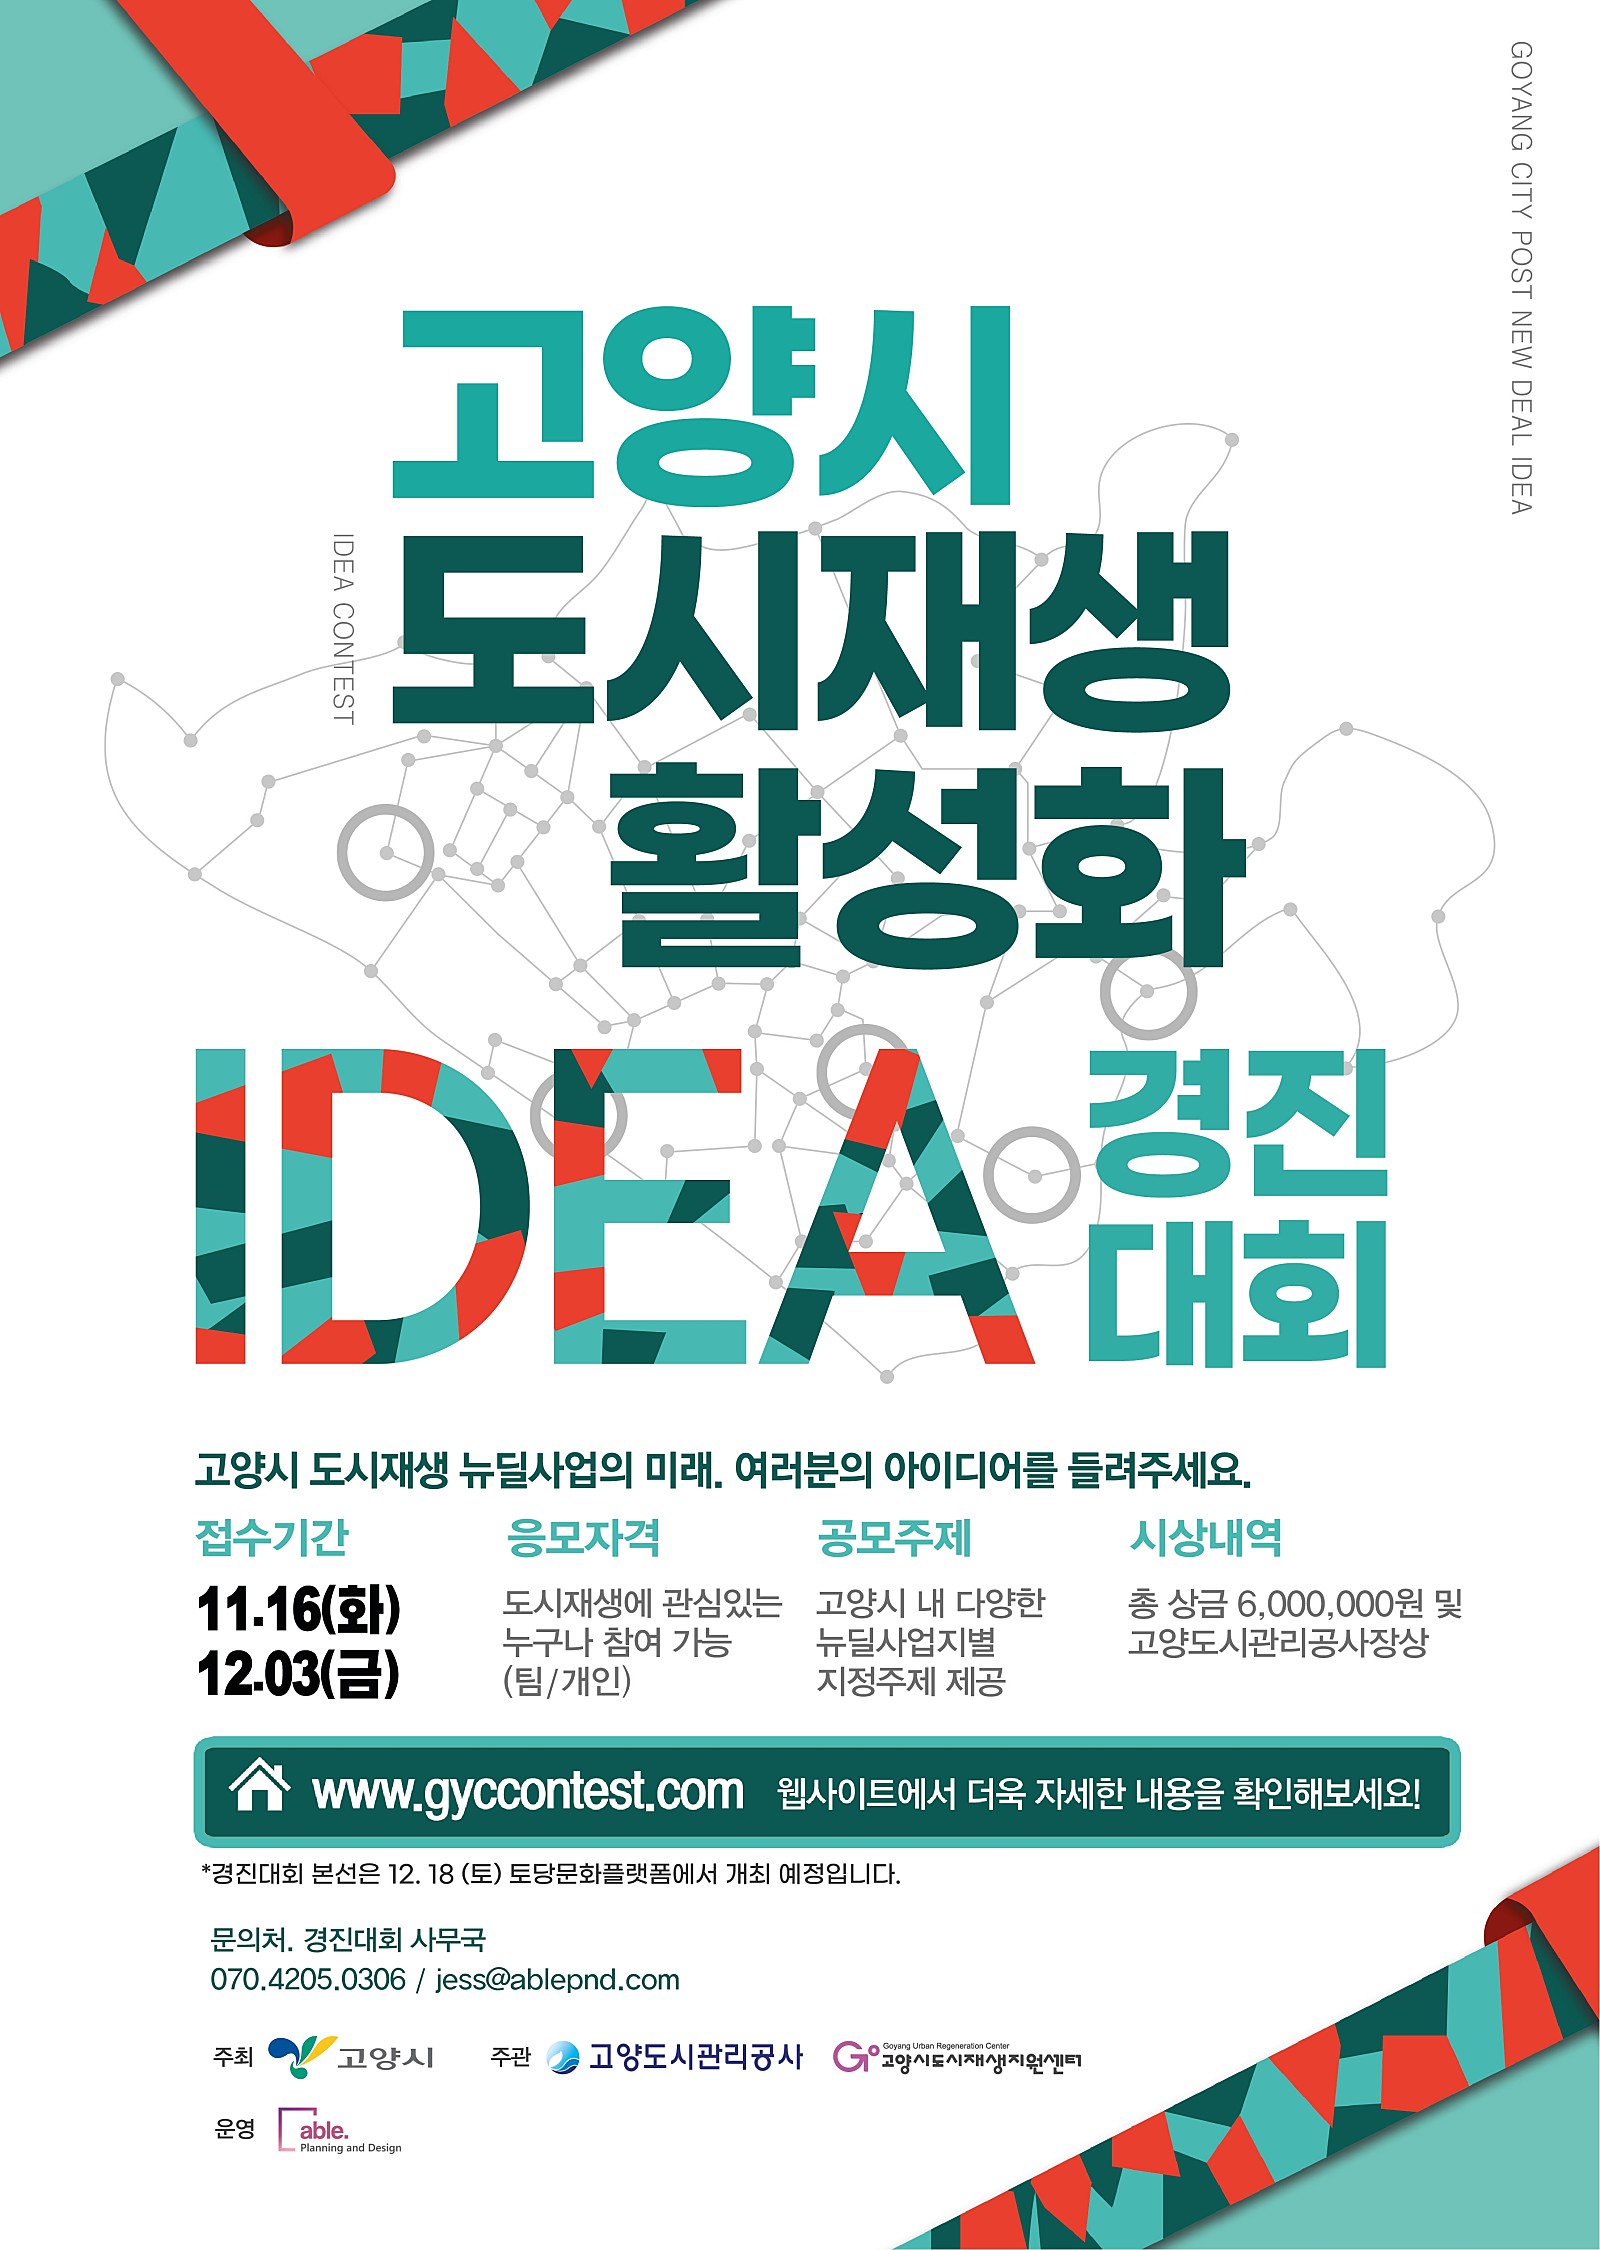 GOYANG CITY POST NEW DEAL IDEA
고양시
IDEA CONTEST
도시재생
활성화
IDEA 경진
대회
고양시 도시재생 뉴딜사업의 미래. 여러분의 아이디어를 들려주세요.
접수기간
11.16(화)
12.03(금)
응모자격
도시재생에 관심있는
누구나 참여 가능
(팀/개인)
공모주제
고양시 내 다양한
뉴딜사업지별
지정주제 제공
시상내역
총 상금 6,000,000원 및
고양도시관리공사장상
www.gyccontest.com 웹사이트에서 더욱 자세한 내용을 확인해보세요!
*경진대회 본선은 12. 18 (토) 토당문화플랫폼에서 개최 예정입니다.
문의처. 경진대회 사무국
070.4205.0306 / jess@ablepnd.com
주최 고양시
주관 고양도시관리공사
Goyang Urban Regeneration Center
고양시도시재생지원센터
운영 able.
Planning and Design